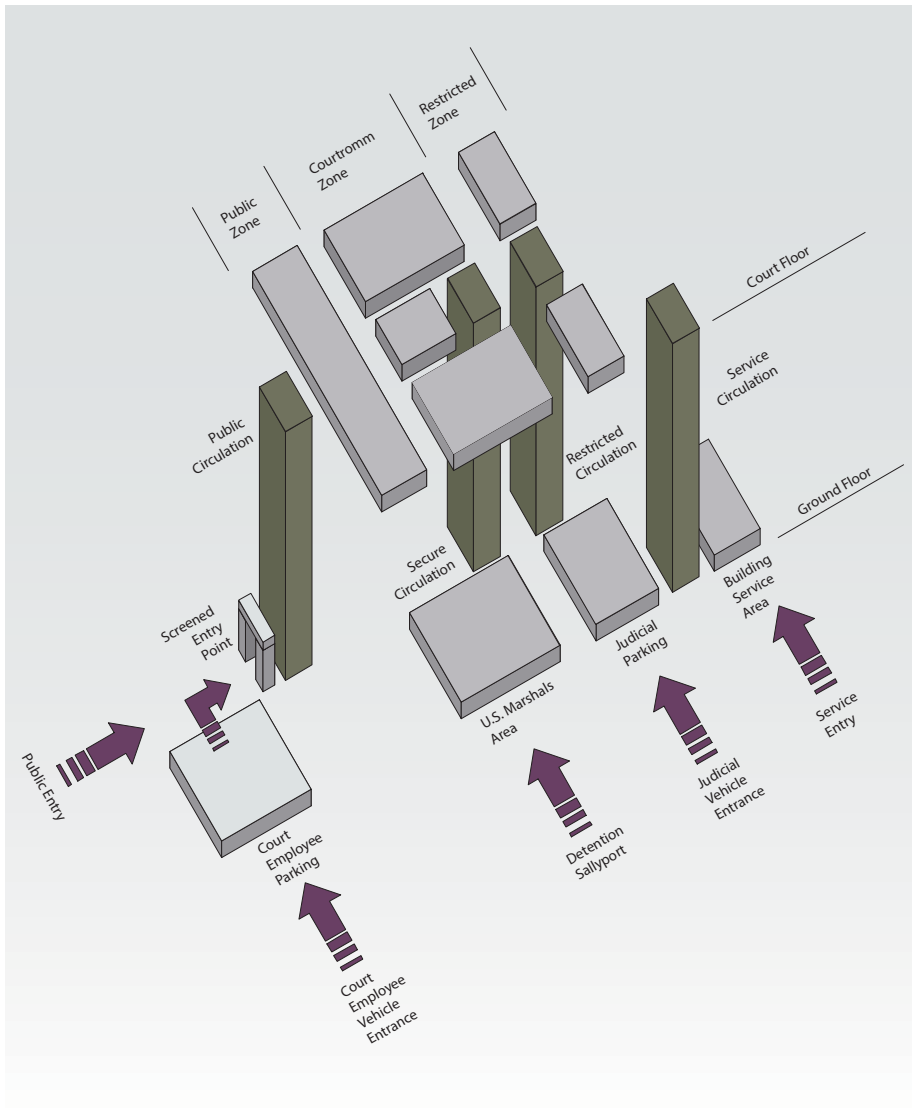 Restricted
Zone
Courtromm
Zone
Public
Zone
Court Floor
Service
Circulation
Public
Circulation
Restricted
Circulation
Ground Floor
Secure
Circulation
Building
Service
Area
Screened
Entry
Point
Judicial
Parking
U.S. Marshals
Area
Service
Entry
Public Entry
Judicial
Vehicle
Entrance
Court
Employee
Parking
Detention
Sallyport
Court
Employee
Vehicle
Entrance